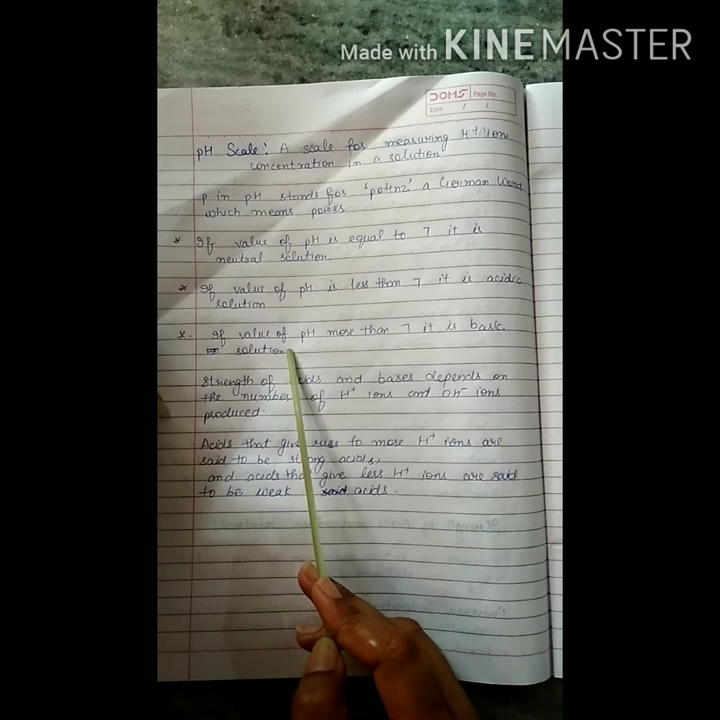 Made with KINEMASTER
DOMS Page No.
Date / /
pH Scale: A scale for measuring H+ ions
concentration in a solution
p in pH stands for 'potenz' a German word
which means power
* If value of pH is equal to 7 it is
neutral solution.
* If value of pH is less than 7 it is acidic
solution
* . If value of pH more than 7 it is basic
solution
Strength of acids and bases depends on
the number of H+ ions and OH- ions
produced.
Acids that give rise to more H+ ions are
said to be strong acids,
and acids that give less H+ ions are said
to be weak acids.